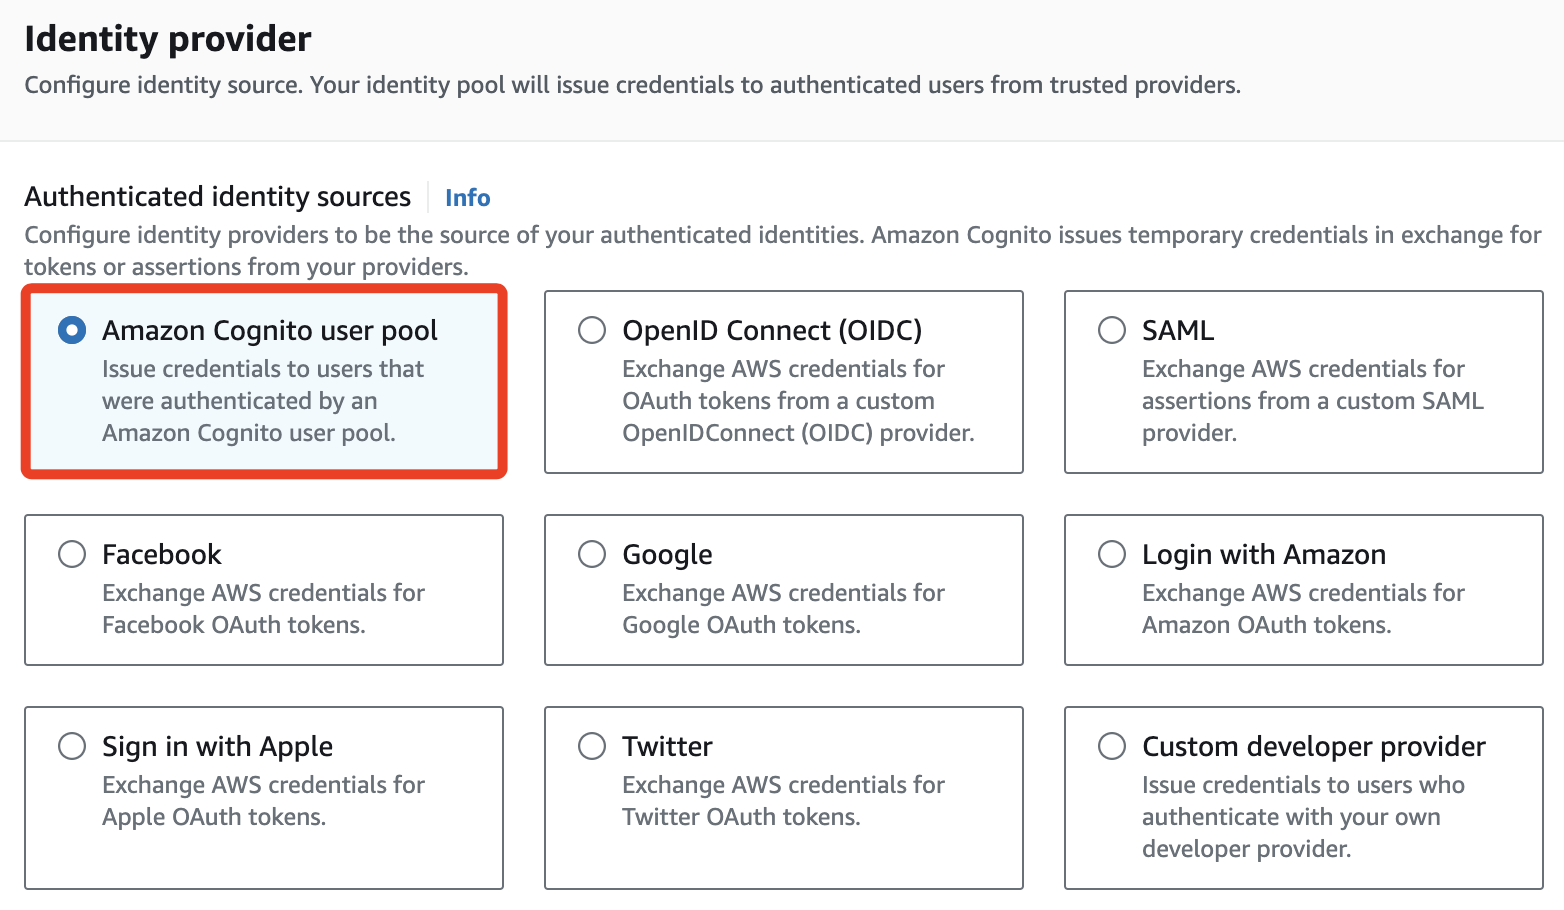 Identity provider
Configure identity source. Your identity pool will issue credentials to authenticated users from trusted providers.
Authenticated identity sources
Info
Configure identity providers to be the source of your authenticated identities. Amazon Cognito issues temporary credentials in exchange for
tokens or assertions from your providers.
Amazon Cognito user pool
Issue credentials to users that
were authenticated by an
Amazon Cognito user pool.
OpenID Connect (OIDC)
Exchange AWS credentials for
OAuth tokens from a custom
OpenIDConnect (OIDC) provider.
SAML
Exchange AWS credentials for
assertions from a custom SAML
provider.
Facebook
Exchange AWS credentials for
Facebook OAuth tokens.
Google
Exchange AWS credentials for
Google OAuth tokens.
Login with Amazon
Exchange AWS credentials for
Amazon OAuth tokens.
Sign in with Apple
Exchange AWS credentials for
Apple OAuth tokens.
Twitter
Exchange AWS credentials for
Twitter OAuth tokens.
Custom developer provider
Issue credentials to users who
authenticate with your own
developer provider.